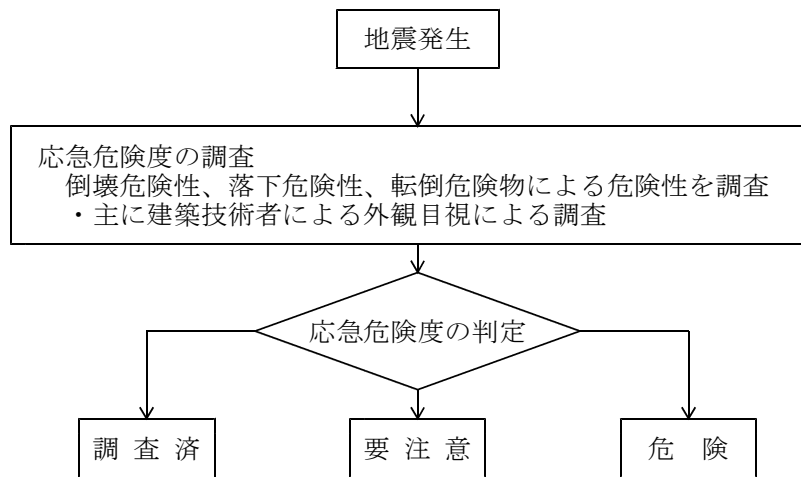 地震発生
応急危険度の調査
倒壊危険性、落下危険性、転倒危険物による危険性を調査
・主に建築技術者による外観目視による調査
応急危険度の判定
調 査 済
要 注 意
危 険